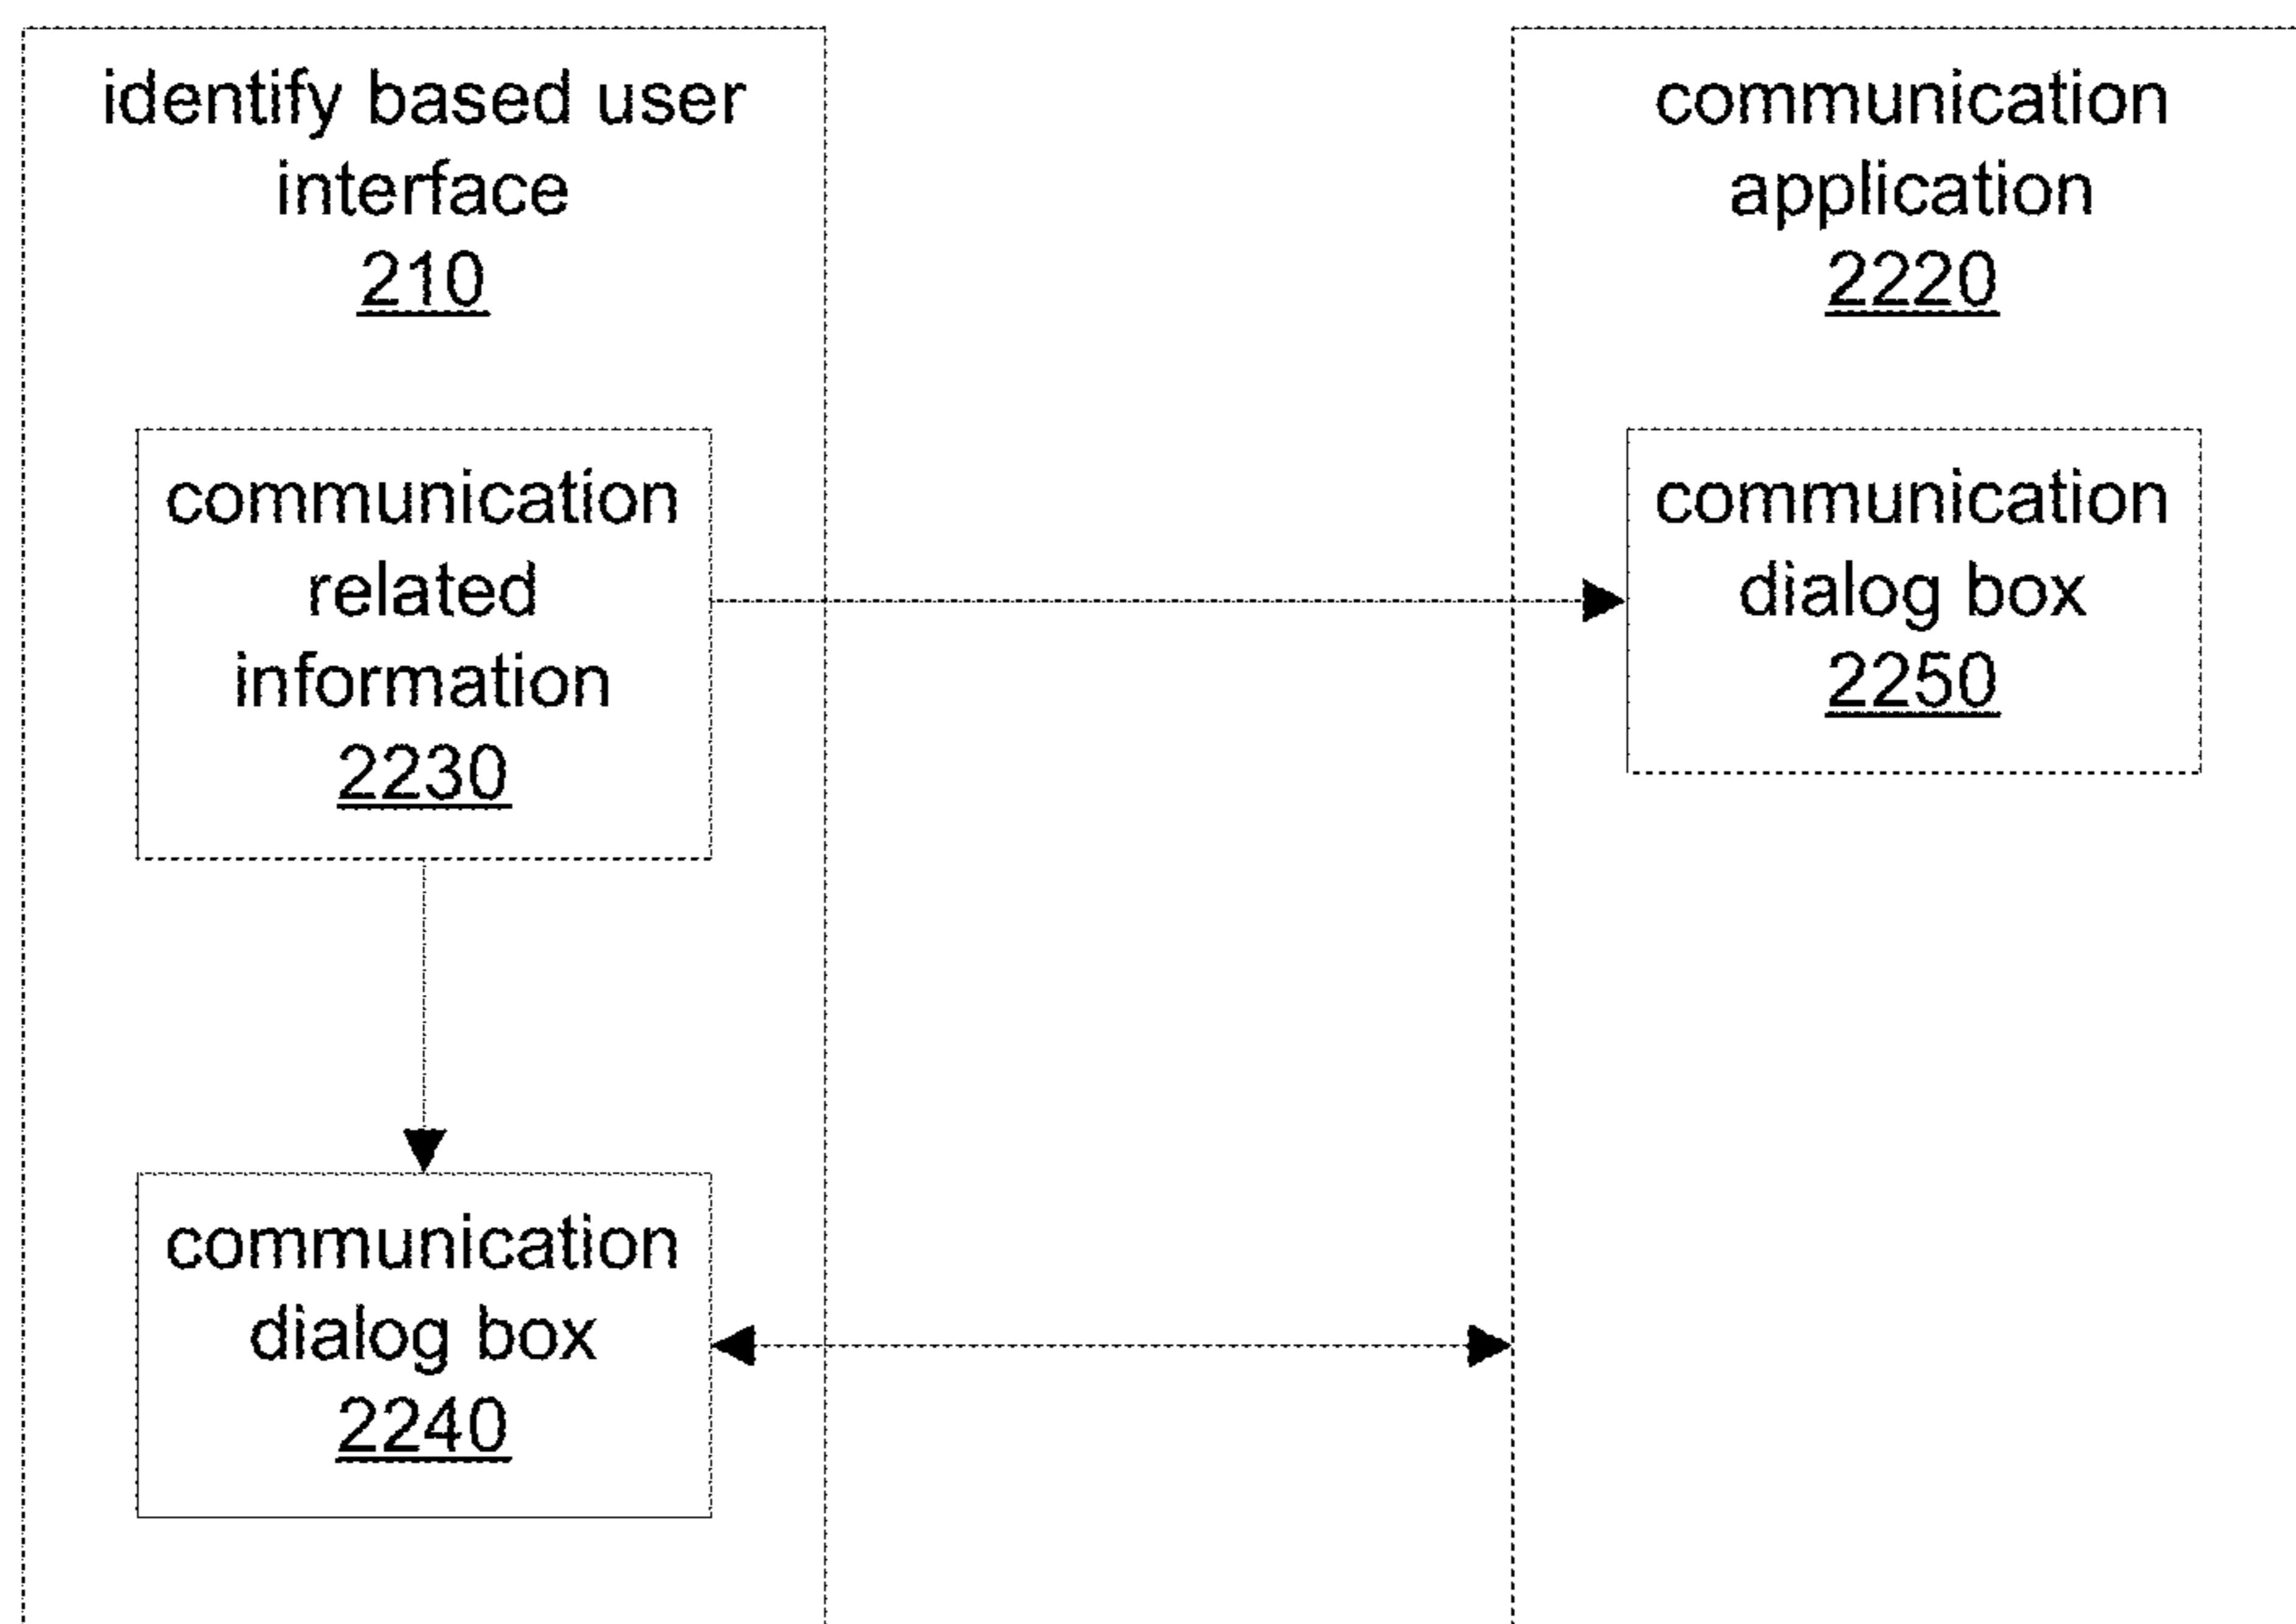 identify based user
interface
210
communication
related
information
2230
communication
dialog box
2240
communication
application
2220
communication
dialog box
2250